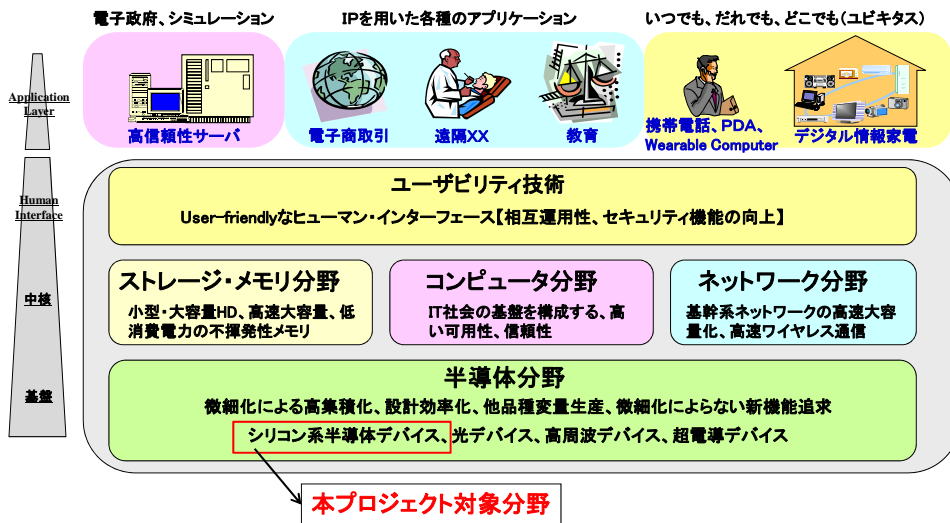 電子政府、シミュレーション
IPを用いた各種のアプリケーション
いつでも、だれでも、どこでも(ユビキタス)
Application
Layer
高信頼性サーバ
電子商取引
遠隔XX
教育
携帯電話、PDA、
Wearable Computer
デジタル情報家電
Human
Interface
ユーザビリティ技術
User-friendlyなヒューマン・インターフェース【相互運用性、セキュリティ機能の向上】
中核
ストレージ・メモリ分野
小型・大容量HD、高速大容量、低
消費電力の不揮発性メモリ
コンピュータ分野
IT社会の基盤を構成する、高
い可用性、信頼性
ネットワーク分野
基幹系ネットワークの高速大容
量化、高速ワイヤレス通信
基盤
半導体分野
微細化による高集積化、設計効率化、他品種変量生産、微細化によらない新機能追求
シリコン系半導体デバイス、光デバイス、高周波デバイス、超電導デバイス
本プロジェクト対象分野